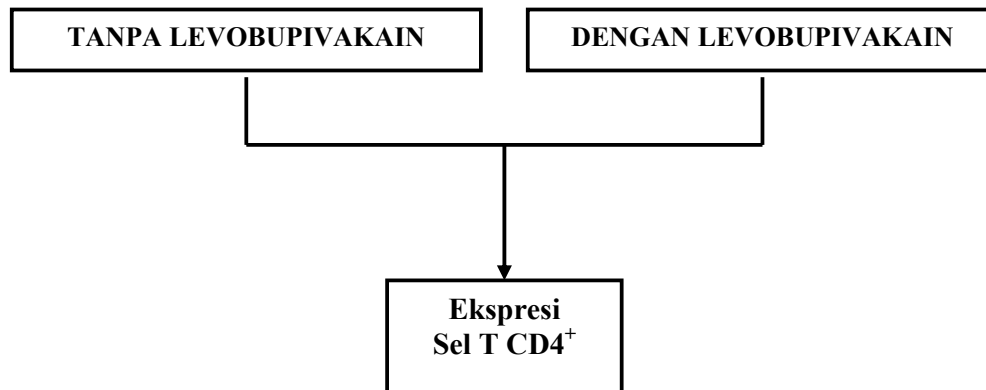 TANPA LEVOBUPIVAKAIN
DENGAN LEVOBUPIVAKAIN
Ekspresi
Sel T CD4⁺